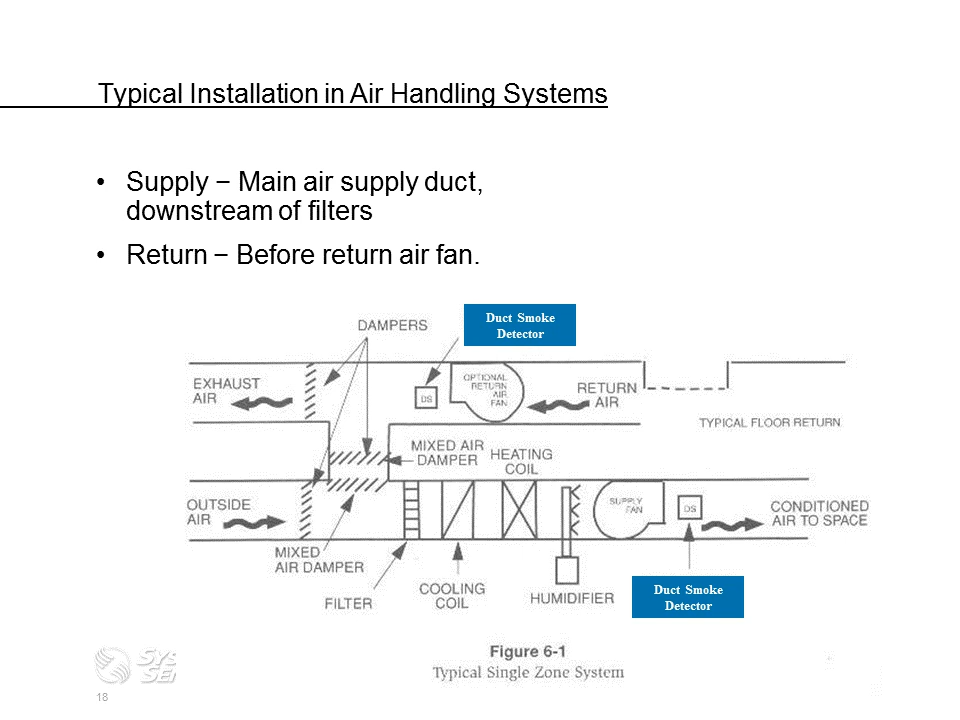 Typical Installation in Air Handling Systems
• Supply – Main air supply duct,
downstream of filters
• Return – Before return air fan.
DAMPERS
Duct Smoke
Detector
EXHAUST
AIR
DS
OPTIONAL
RETURN
AIR
FAN
RETURN
AIR
TYPICAL FLOOR RETURN
MIXED AIR
DAMPER
HEATING
COIL
OUTSIDE
AIR
SUPPLY
FAN
DS
CONDITIONED
AIR TO SPACE
MIXED
AIR DAMPER
FILTER
COOLING
COIL
HUMIDIFIER
Duct Smoke
Detector
Figure 6-1
Typical Single Zone System
18